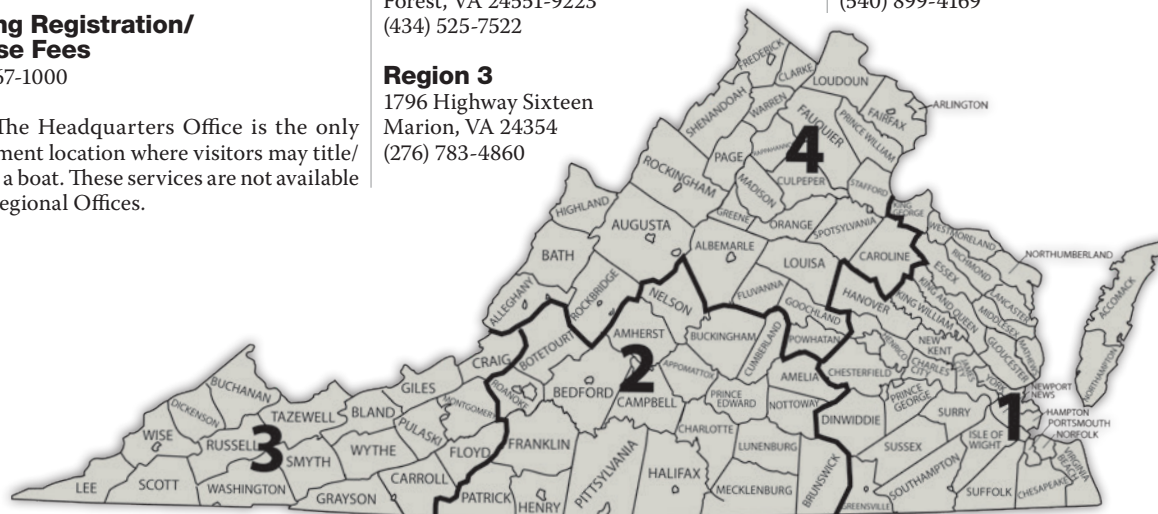 ng Registration/
se Fees
67-1000
The Headquarters Office is the only
ment location where visitors may title/
a boat. These services are not available
egional Offices.
Forest, VA 24551-9223
(434) 525-7522
Region 3
1796 Highway Sixteen
Marion, VA 24354
(276) 783-4860
(540) 899-4169
FREDERICK
CLARKE
LOUDOUN
SHENANDOAH
WARREN
FAUQUIER
FAIRFAX
ARLINGTON
PRINCE WILLIAM
PAGE
RAPPAHANNOCK
4
ROCKINGHAM
MADISON
CULPEPER
STAFFORD
HIGHLAND
AUGUSTA
GREENE
ORANGE
SPOTSYLVANIA
KING GEORGE
WESTMORELAND
BATH
ALBEMARLE
LOUISA
CAROLINE
ESSEX
RICHMOND
NORTHUMBERLAND
ALLEGHANY
ROCKBRIDGE
NELSON
FLUVANNA
GOOCHLAND
HANOVER
KING WILLIAM
KING AND QUEEN
LANCASTER
MIDDLESEX
ACCOMACK
CRAIG
BOTETOURT
AMHERST
BUCKINGHAM
CUMBERLAND
POWHATAN
HENRICO
NEW
KENT
GLOUCESTER
MATHEWS
2
APPOMATTOX
AMELIA
CHESTERFIELD
CHARLES
CITY
JAMES
CITY
YORK
NORTHAMPTON
BUCHANAN
GILES
ROANOKE
BEDFORD
CAMPBELL
PRINCE
EDWARD
NOTTOWAY
PRINCE
GEORGE
NEWPORT
NEWS
DICKENSON
TAZEWELL
BLAND
MONTGOMERY
DINWIDDIE
SURRY
1
HAMPTON
PORTSMOUTH
NORFOLK
WISE
RUSSELL
3
SMYTH
WYTHE
PULASKI
FLOYD
FRANKLIN
CHARLOTTE
LUNENBURG
SUSSEX
ISLE OF
WIGHT
VIRGINIA
BEACH
LEE
SCOTT
WASHINGTON
GRAYSON
CARROLL
PATRICK
HENRY
PITTSYLVANIA
HALIFAX
MECKLENBURG
BRUNSWICK
GREENSVILLE
SOUTHAMPTON
SUFFOLK
CHESAPEAKE